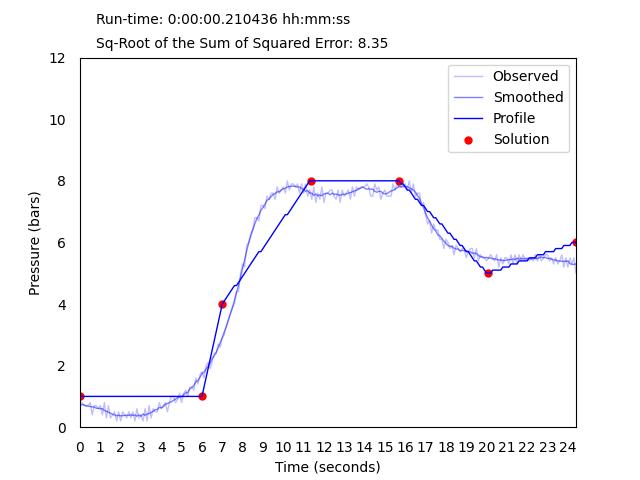 Run-time: 0:00:00.210436 hh:mm:ss
Sq-Root of the Sum of Squared Error: 8.35
12
10
8
6
4
2
0
Pressure (bars)
Observed
Smoothed
Profile
Solution
0 1 2 3 4 5 6 7 8 9 10 11 12 13 14 15 16 17 18 19 20 21 22 23 24
Time (seconds)